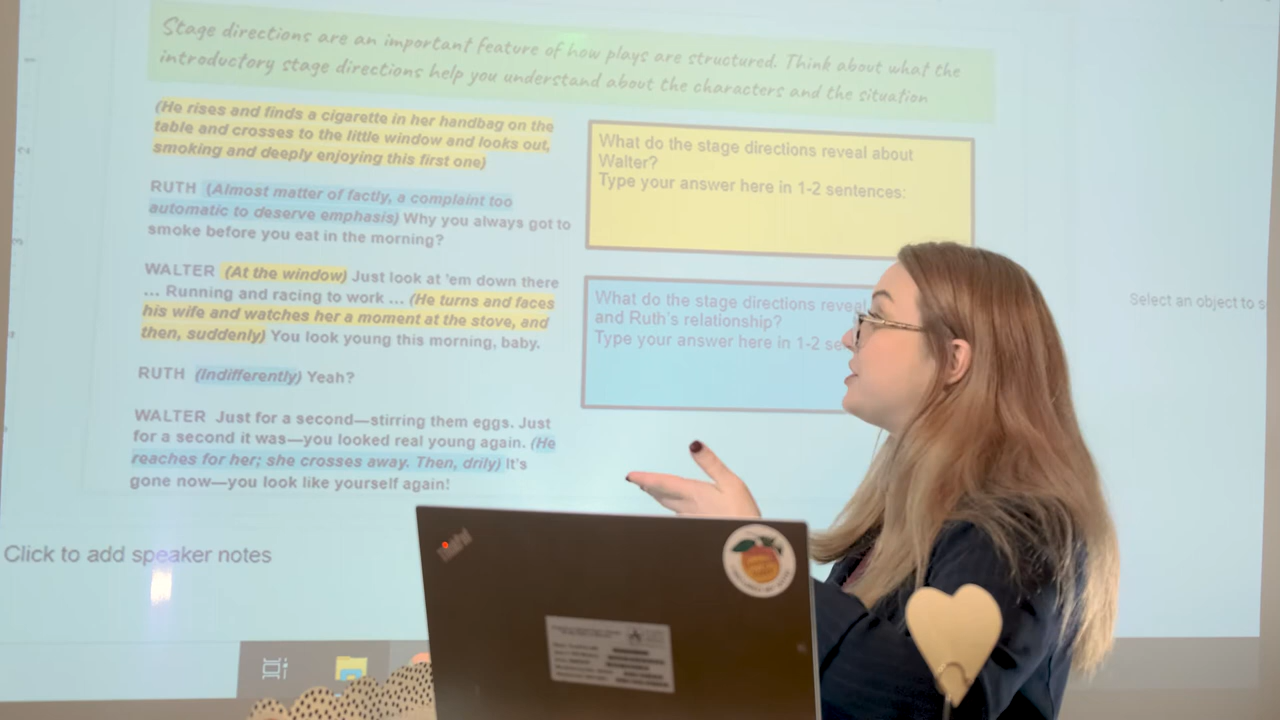 Stage directions are an important feature of how plays are structured. Think about what the
introductory stage directions help you understand about the characters and the situation
(He rises and finds a cigarette in her handbag on the
table and crosses to the little window and looks out,
smoking and deeply enjoying this first one)
RUTH (Almost matter of factly, a complaint too
automatic to deserve emphasis) Why you always got to
smoke before you eat in the morning?
WALTER (At the window) Just look at 'em down there
... Running and racing to work ... (He turns and faces
his wife and watches her a moment at the stove, and
then, suddenly) You look young this morning, baby.
RUTH (Indifferently) Yeah?
WALTER Just for a second—stirring them eggs. Just
for a second it was—you looked real young again. (He
reaches for her; she crosses away. Then, drily) It's
gone now—you look like yourself again!
What do the stage directions reveal about
Walter?
Type your answer here in 1-2 sentences:
What do the stage directions reveal
and Ruth's relationship?
Type your answer here in 1-2 se
Select an object to s
Click to add speaker notes
ThinkPad